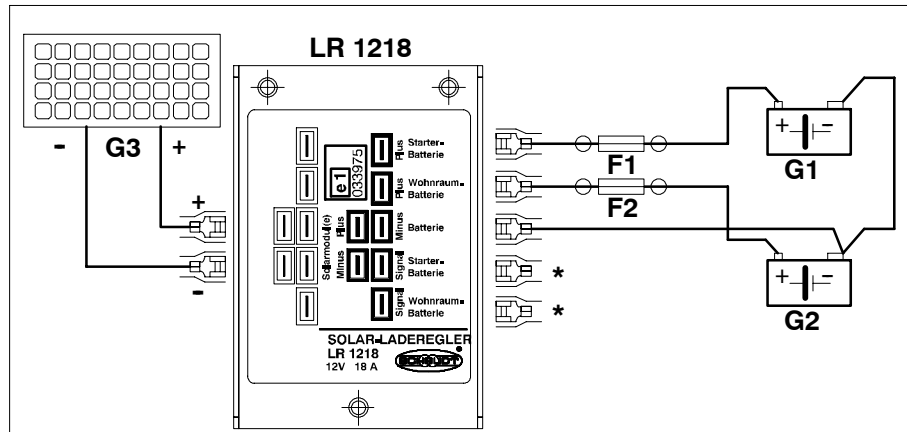 LR 1218
- G3 +
+
-
e1
033975
Solarmodul(e)
Plus
Minus
Plus
Starter-
Batterie
Plus
Wohnraum-
Batterie
Minus
Batterie
Signal
Starter-
Batterie
Signal
Wohnraum-
Batterie
SOLAR-LADEREGLER
LR 1218
12V 18 A
F1
F2
*
*
+ -
G1
+ -
G2